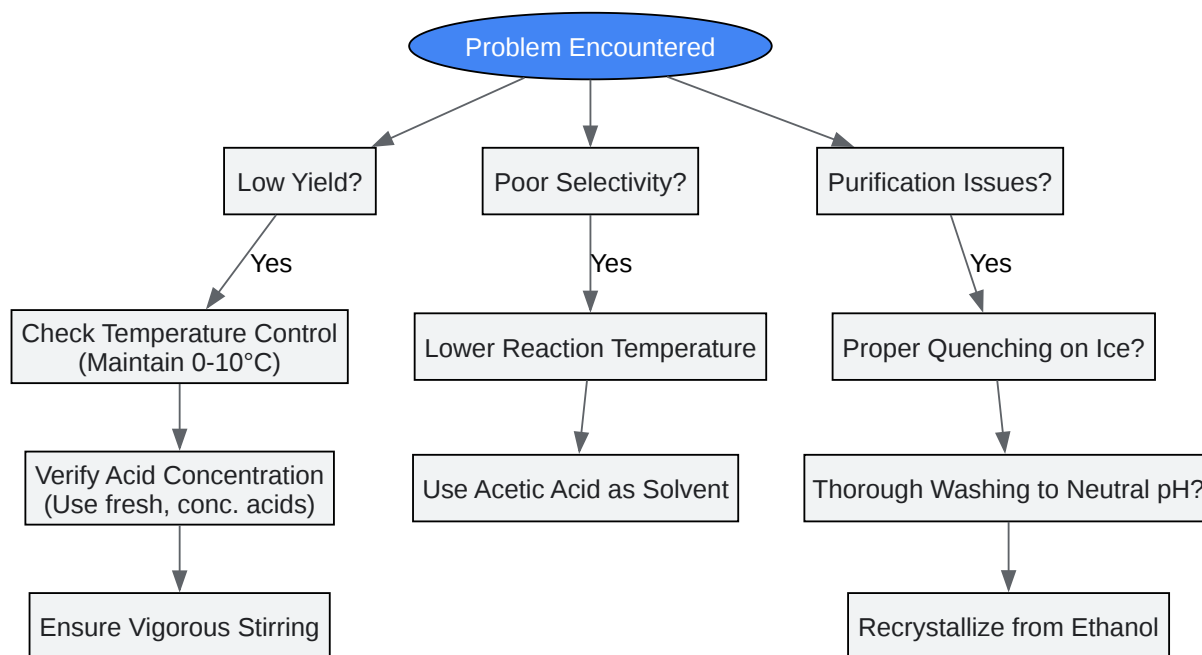 Problem Encountered
Low Yield?
Poor Selectivity?
Purification Issues?
Yes
Yes
Yes
Check Temperature Control
(Maintain 0-10°C)
Lower Reaction Temperature
Proper Quenching on Ice?
Verify Acid Concentration
(Use fresh, conc. acids)
Use Acetic Acid as Solvent
Thorough Washing to Neutral pH?
Ensure Vigorous Stirring
Recrystallize from Ethanol